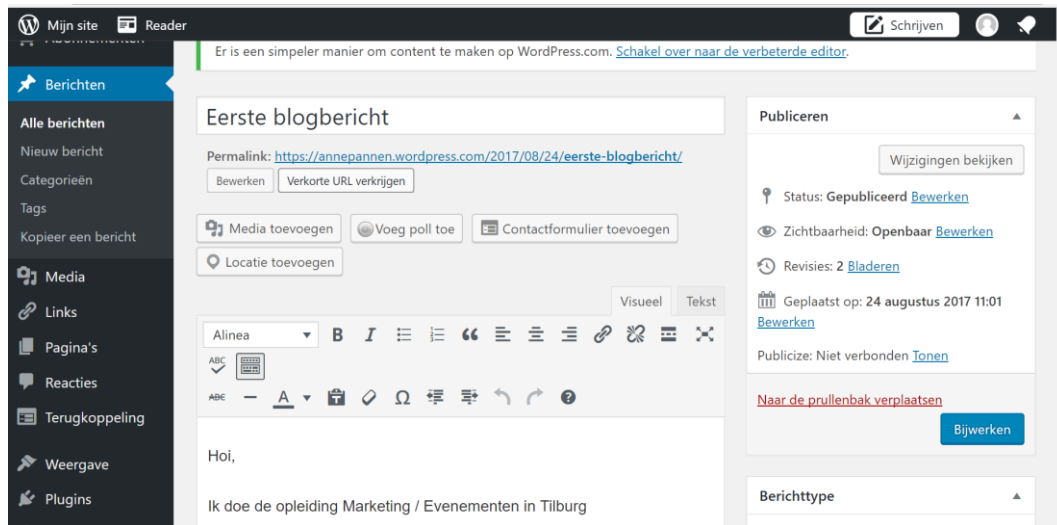 Mijn site Reader Schrijven
Abonnementen
Berichten
Alle berichten
Nieuw bericht
Categorieën
Tags
Kopieer een bericht
Media
Links
Pagina's
Reacties
Terugkoppeling
Weergave
Plugins
Er is een simpeler manier om content te maken op WordPress.com. Schakel over naar de verbeterde editor.
Eerste blogbericht
Permalink: https://annepannen.wordpress.com/2017/08/24/eerste-blogbericht/
Bewerken Verkorte URL verkrijgen
Media toevoegen Voeg poll toe Contactformulier toevoegen
Locatie toevoegen
Visueel Tekst
Alinea B I
ABC
ABC A Ω
Hoi,
Ik doe de opleiding Marketing / Evenementen in Tilburg
Publiceren
Wijzigingen bekijken
Status: Gepubliceerd Bewerken
Zichtbaarheid: Openbaar Bewerken
Revisies: 2 Bladeren
Geplaatst op: 24 augustus 2017 11:01
Bewerken
Publicize: Niet verbonden Tonen
Naar de prullenbak verplaatsen
Bijwerken
Berichttype